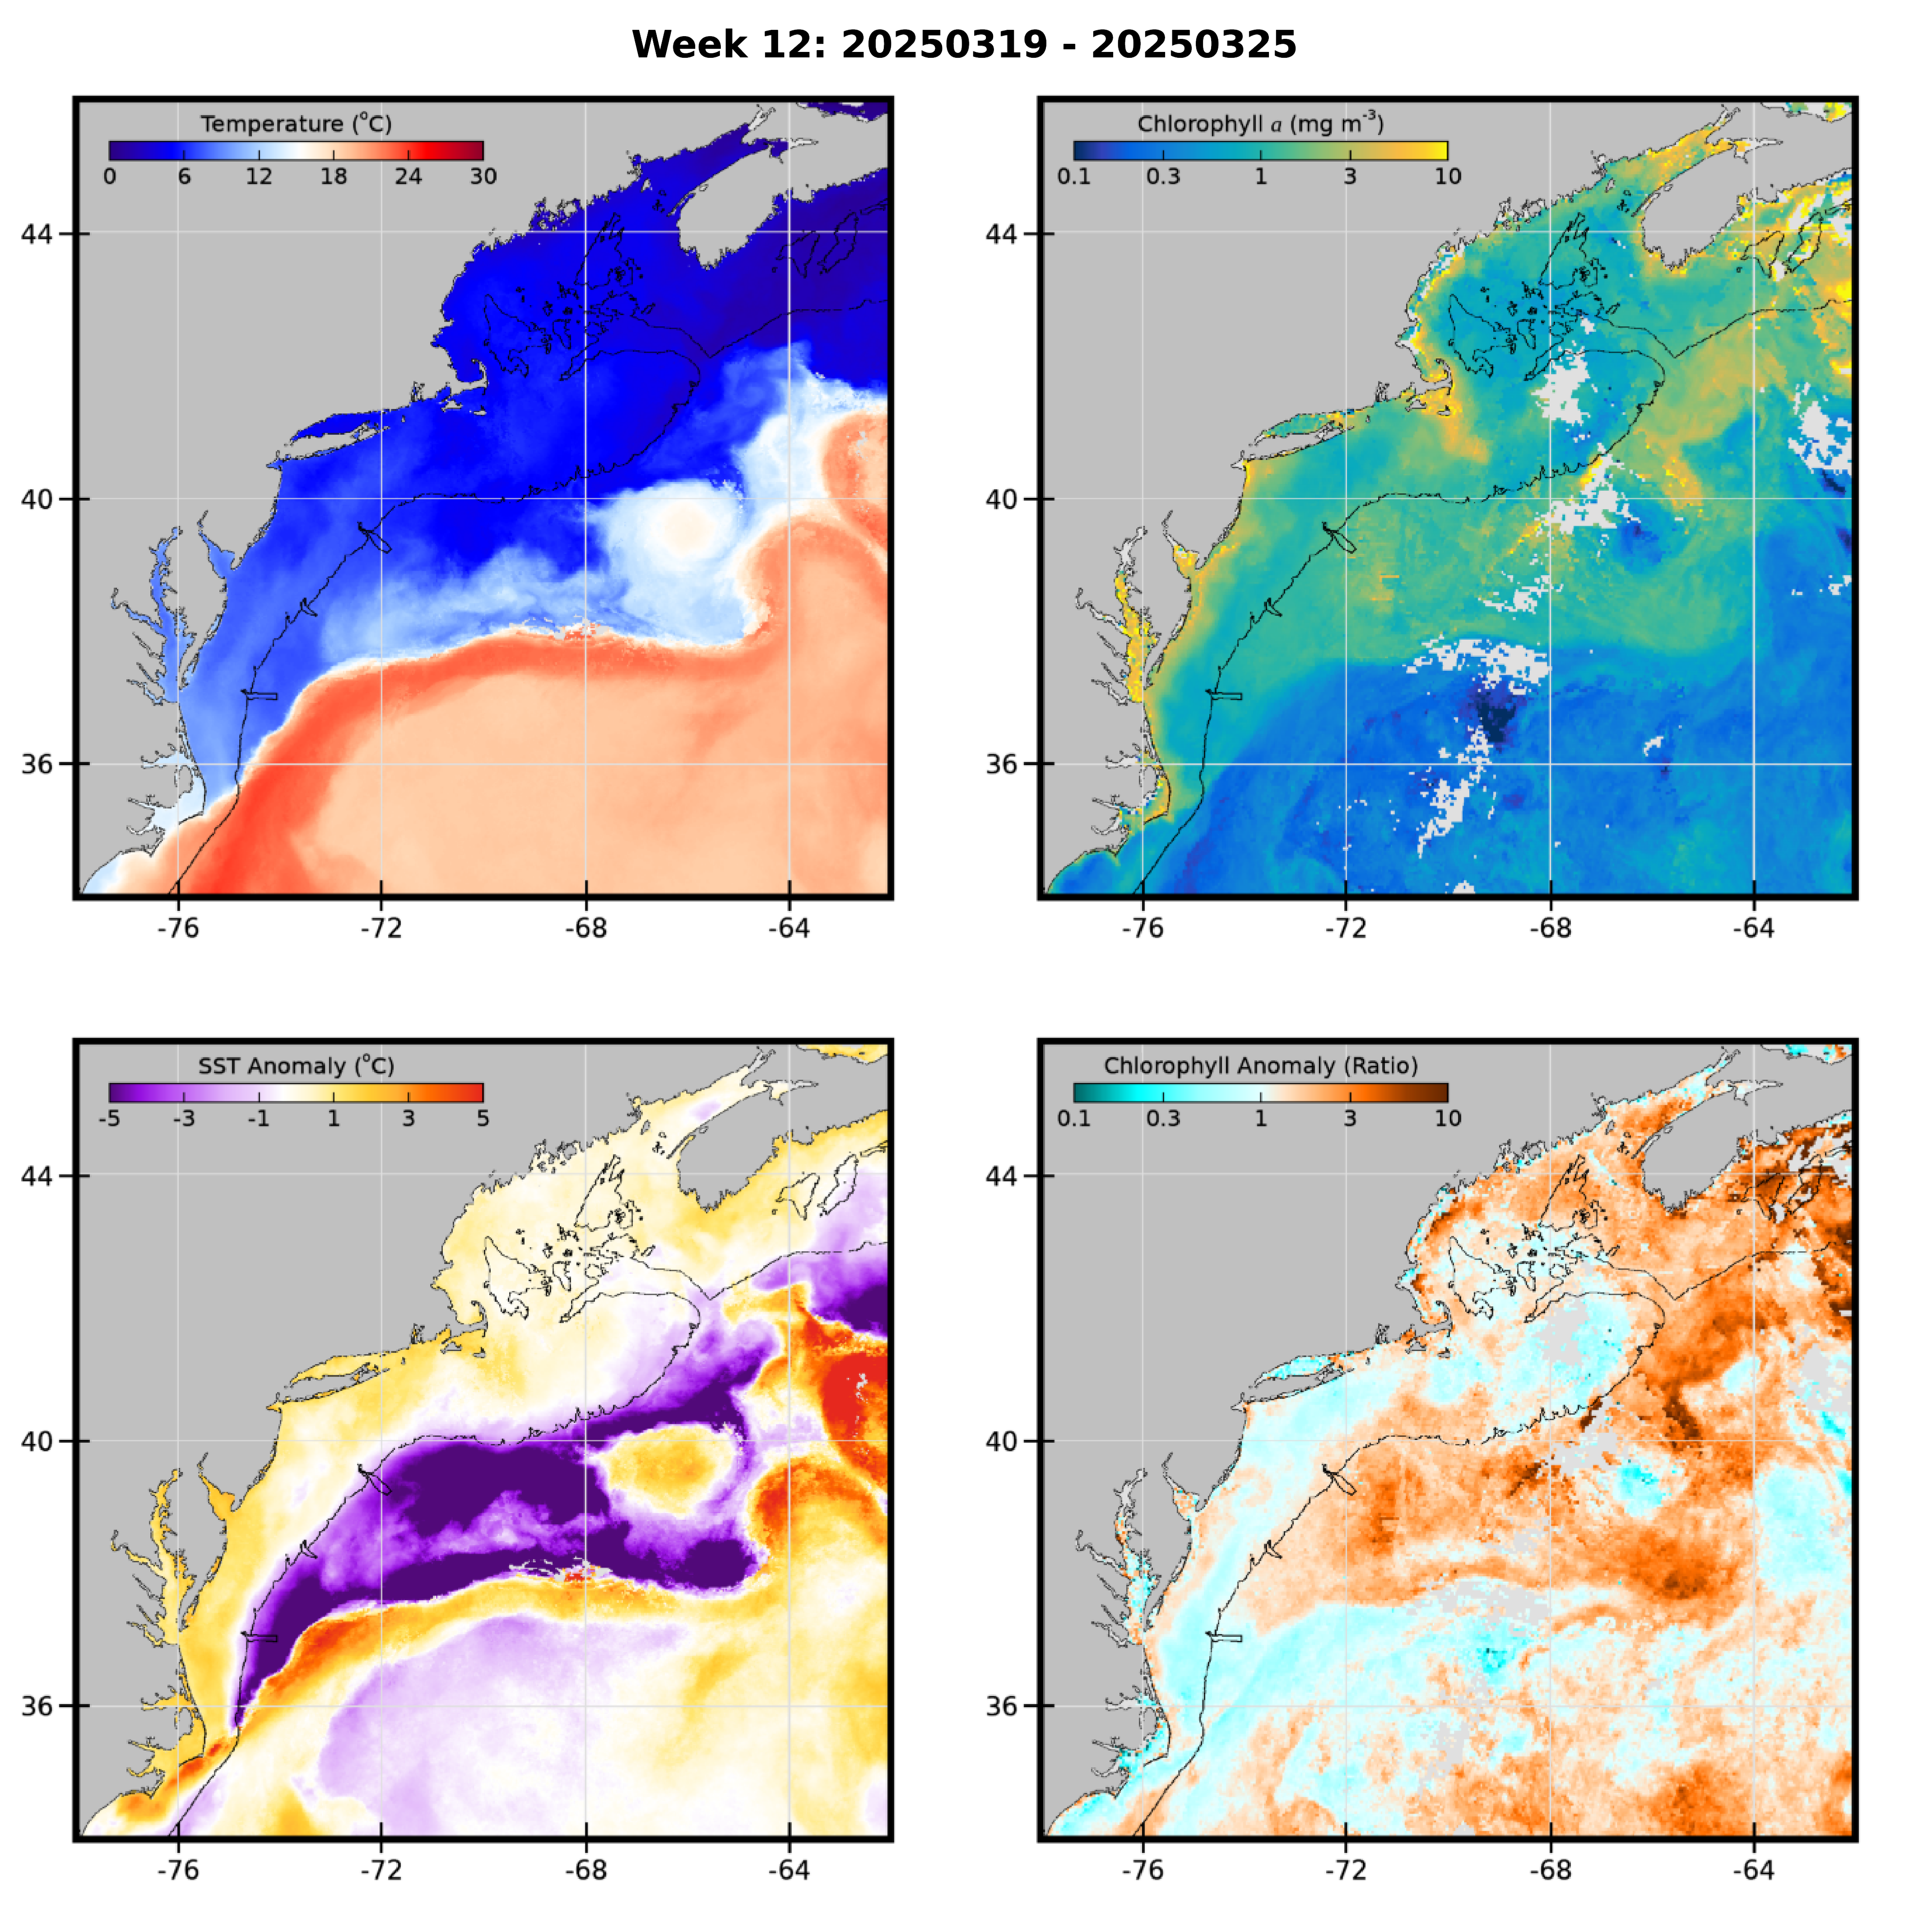 Week 12: 20250319 - 20250325
Temperature (°C)
0 6 12 18 24 30
44
40
36
-76 -72 -68 -64
Chlorophyll a (mg m⁻³)
0.1 0.3 1 3 10
44
40
36
-76 -72 -68 -64
SST Anomaly (°C)
-5 -3 -1 1 3 5
44
40
36
-76 -72 -68 -64
Chlorophyll Anomaly (Ratio)
0.1 0.3 1 3 10
44
40
36
-76 -72 -68 -64